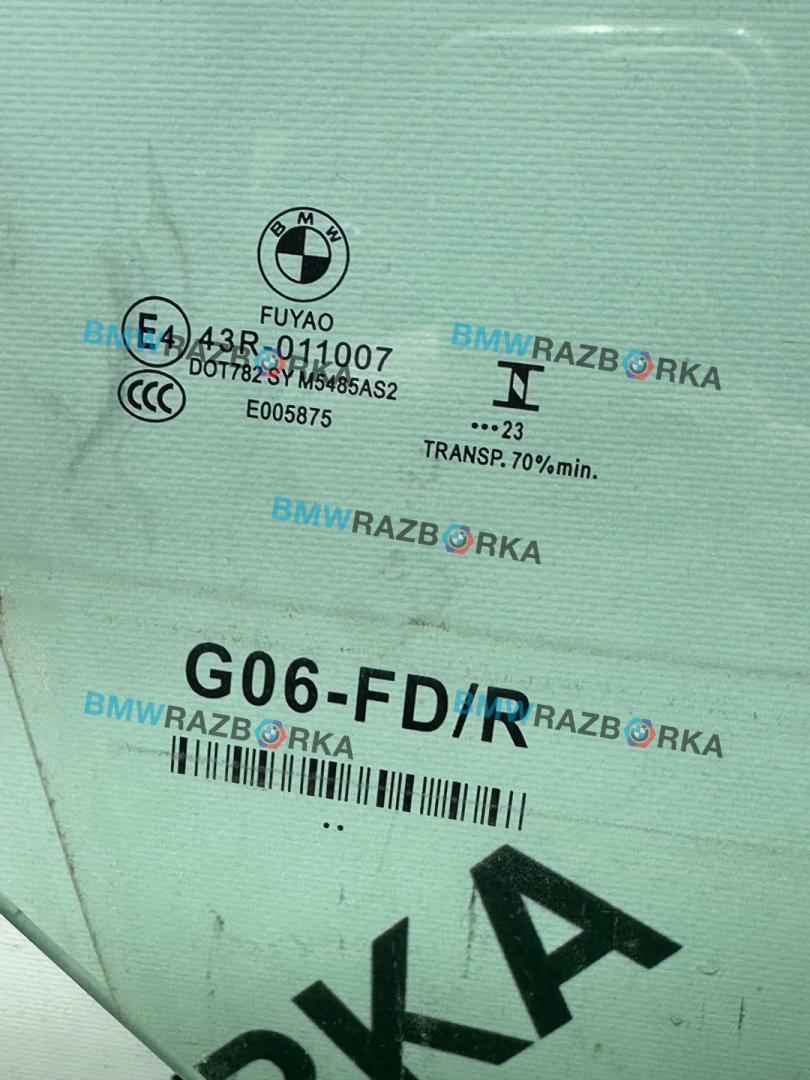 BMW
FUYAO
E4 43R-011007
DOT782 SY M5485AS2
CCC
E005875
•••23
TRANSP. 70%min.
G06-FD/R
••
RKA
BMWRAZBORKA
BMWRAZBORKA
BMWRAZBORKA
BMWRAZBORKA
BMWRAZBORKA